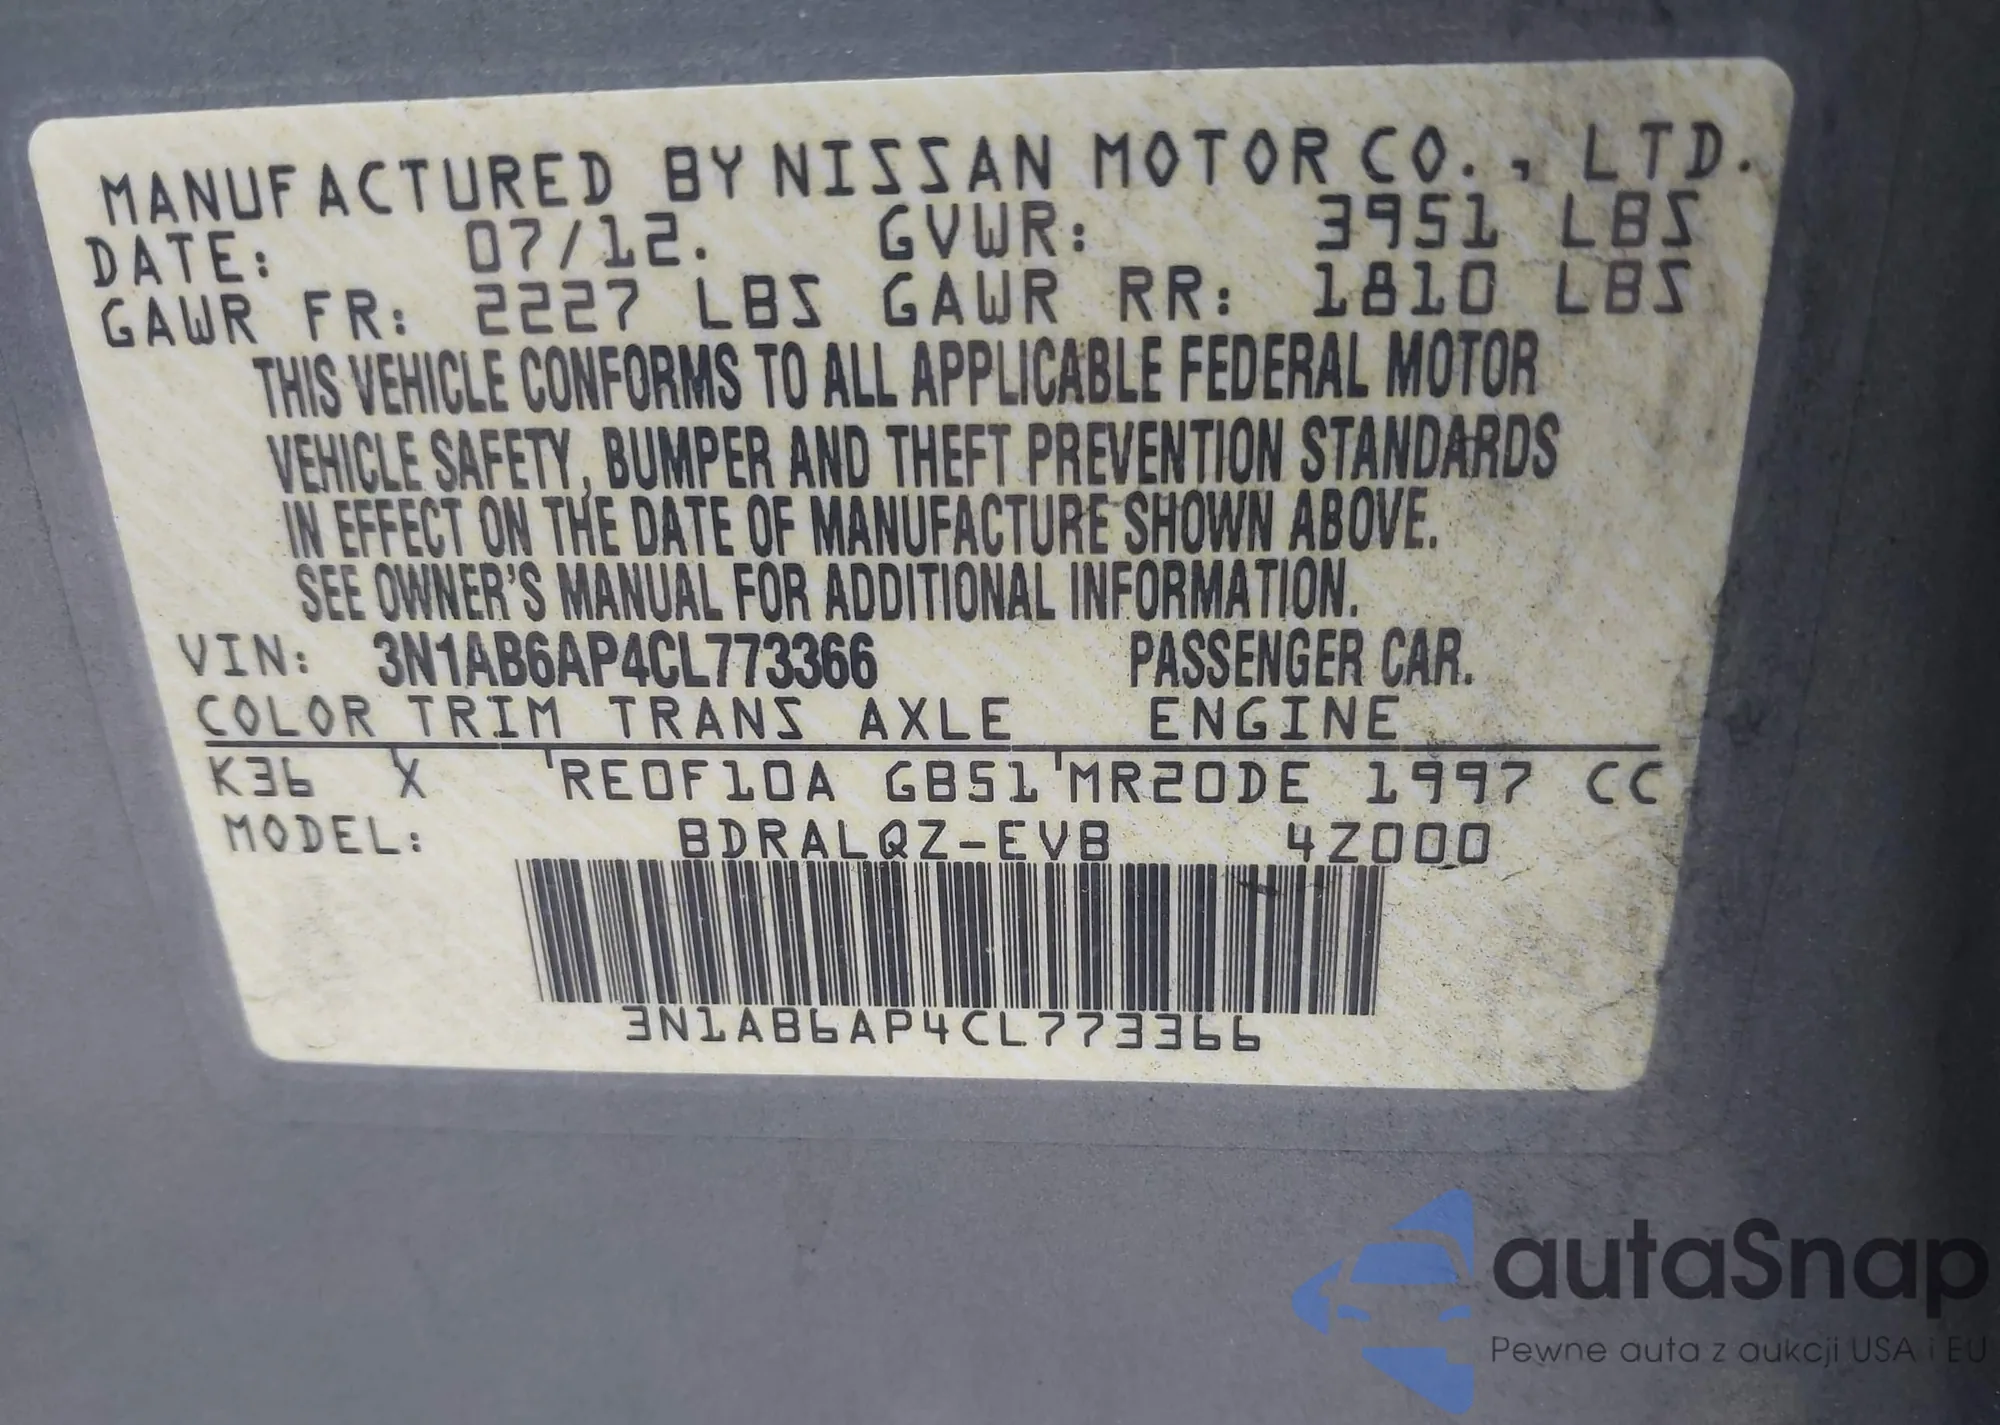 MANUFACTURED BY NISSAN MOTOR CO., LTD.
DATE: 07/12. GVWR: 3951 LBS
GAWR FR: 2227 LBS GAWR RR: 1810 LBS
THIS VEHICLE CONFORMS TO ALL APPLICABLE FEDERAL MOTOR
VEHICLE SAFETY, BUMPER AND THEFT PREVENTION STANDARDS
IN EFFECT ON THE DATE OF MANUFACTURE SHOWN ABOVE.
SEE OWNER'S MANUAL FOR ADDITIONAL INFORMATION.
VIN: 3N1AB6AP4CL773366 PASSENGER CAR.
COLOR TRIM TRANS AXLE ENGINE
K36 X RE0F10A GB51 MR20DE 1997 CC
MODEL: BDRALQZ-EVB 4Z000
3N1AB6AP4CL773366
autaSnap
Pewne auta z aukcji USA i EU